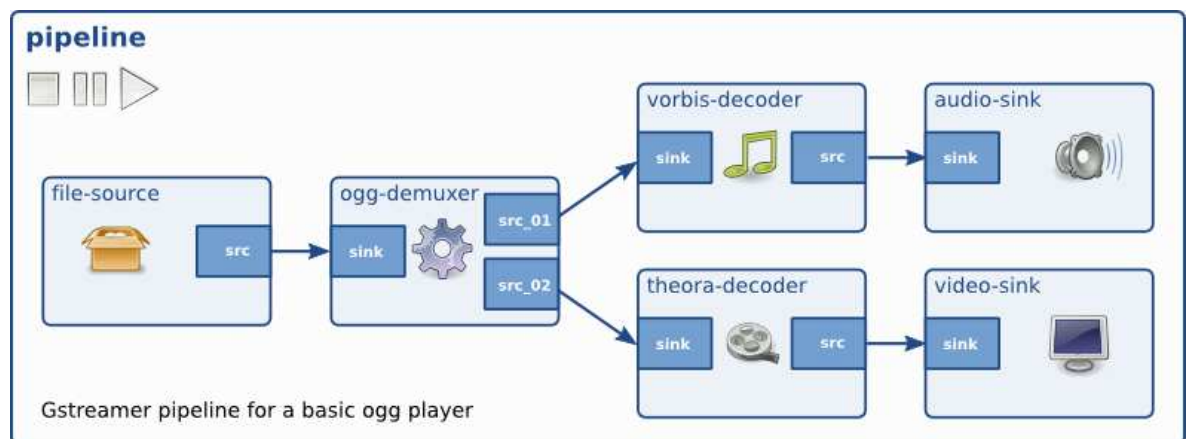 pipeline
file-source
src
ogg-demuxer
sink
src_01
src_02
vorbis-decoder
sink
src
audio-sink
sink
theora-decoder
sink
src
video-sink
sink
Gstreamer pipeline for a basic ogg player